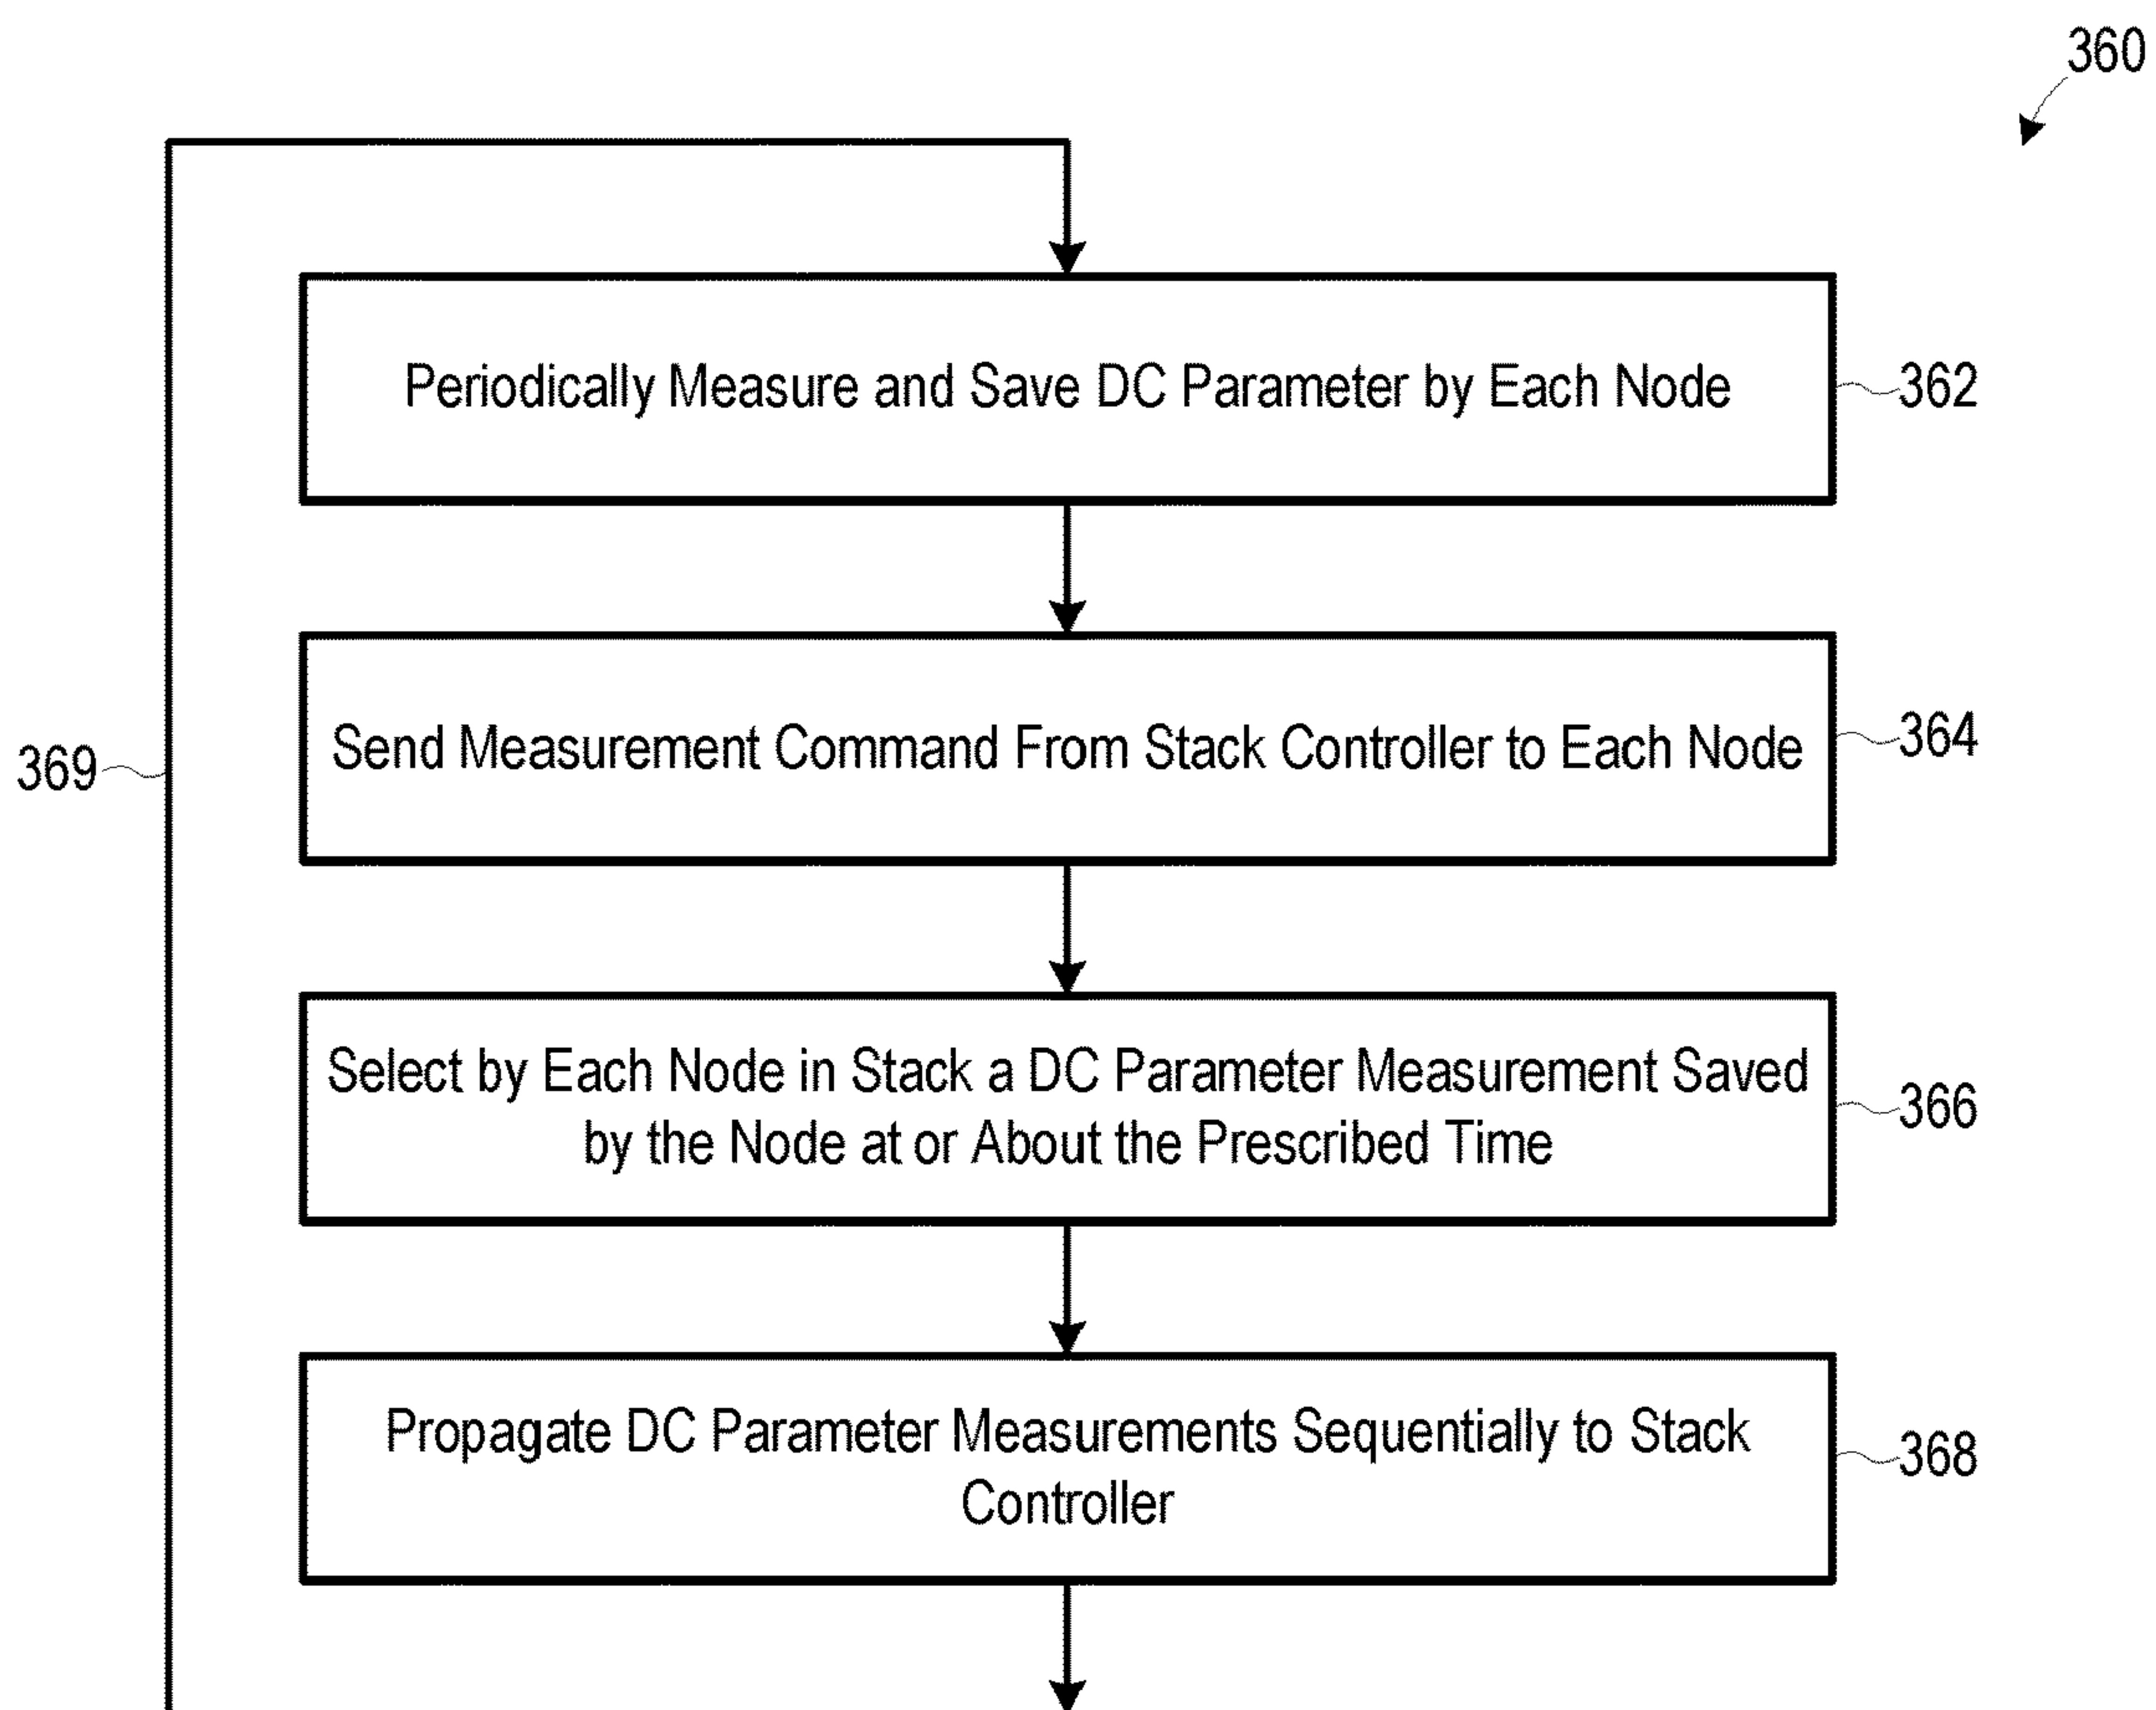 360
Periodically Measure and Save DC Parameter by Each Node
362
Send Measurement Command From Stack Controller to Each Node
364
369
Select by Each Node in Stack a DC Parameter Measurement Saved
by the Node at or About the Prescribed Time
366
Propagate DC Parameter Measurements Sequentially to Stack
Controller
368